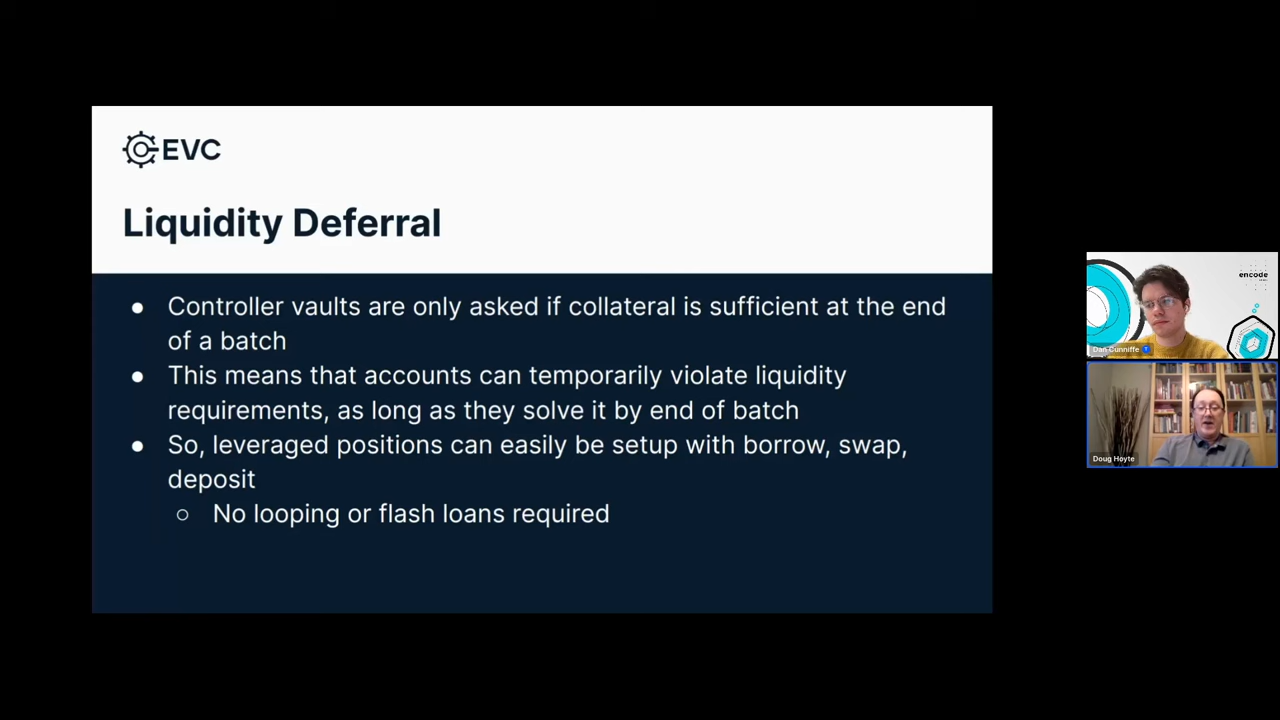 EVC
Liquidity Deferral
● Controller vaults are only asked if collateral is sufficient at the end
of a batch
● This means that accounts can temporarily violate liquidity
requirements, as long as they solve it by end of batch
● So, leveraged positions can easily be setup with borrow, swap,
deposit
○ No looping or flash loans required
encode
Dan Cunniffe
Doug Hoyte